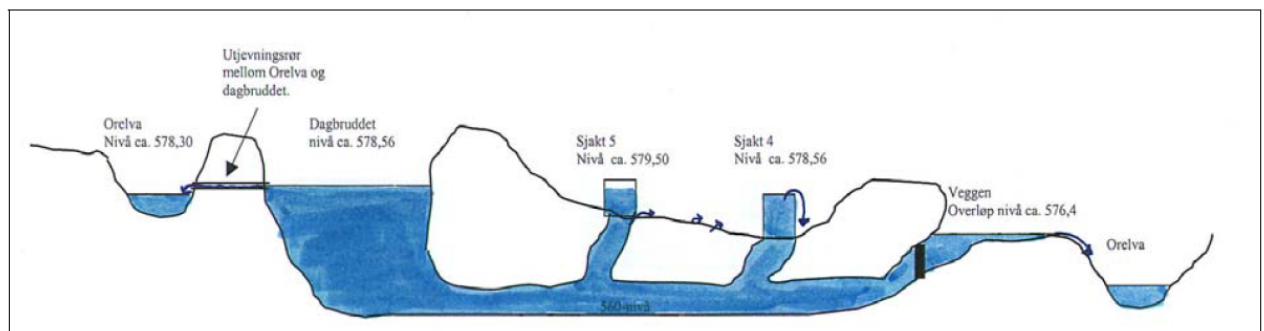 Utjevningsrør
mellom Orelva og
dagbruddet.
Orelva
Nivå ca. 578,30
Dagbruddet
nivå ca. 578,56
Sjakt 5
Nivå ca. 579,50
Sjakt 4
Nivå ca. 578,56
Veggen
Overløp nivå ca. 576,4
Orelva
560-nivå